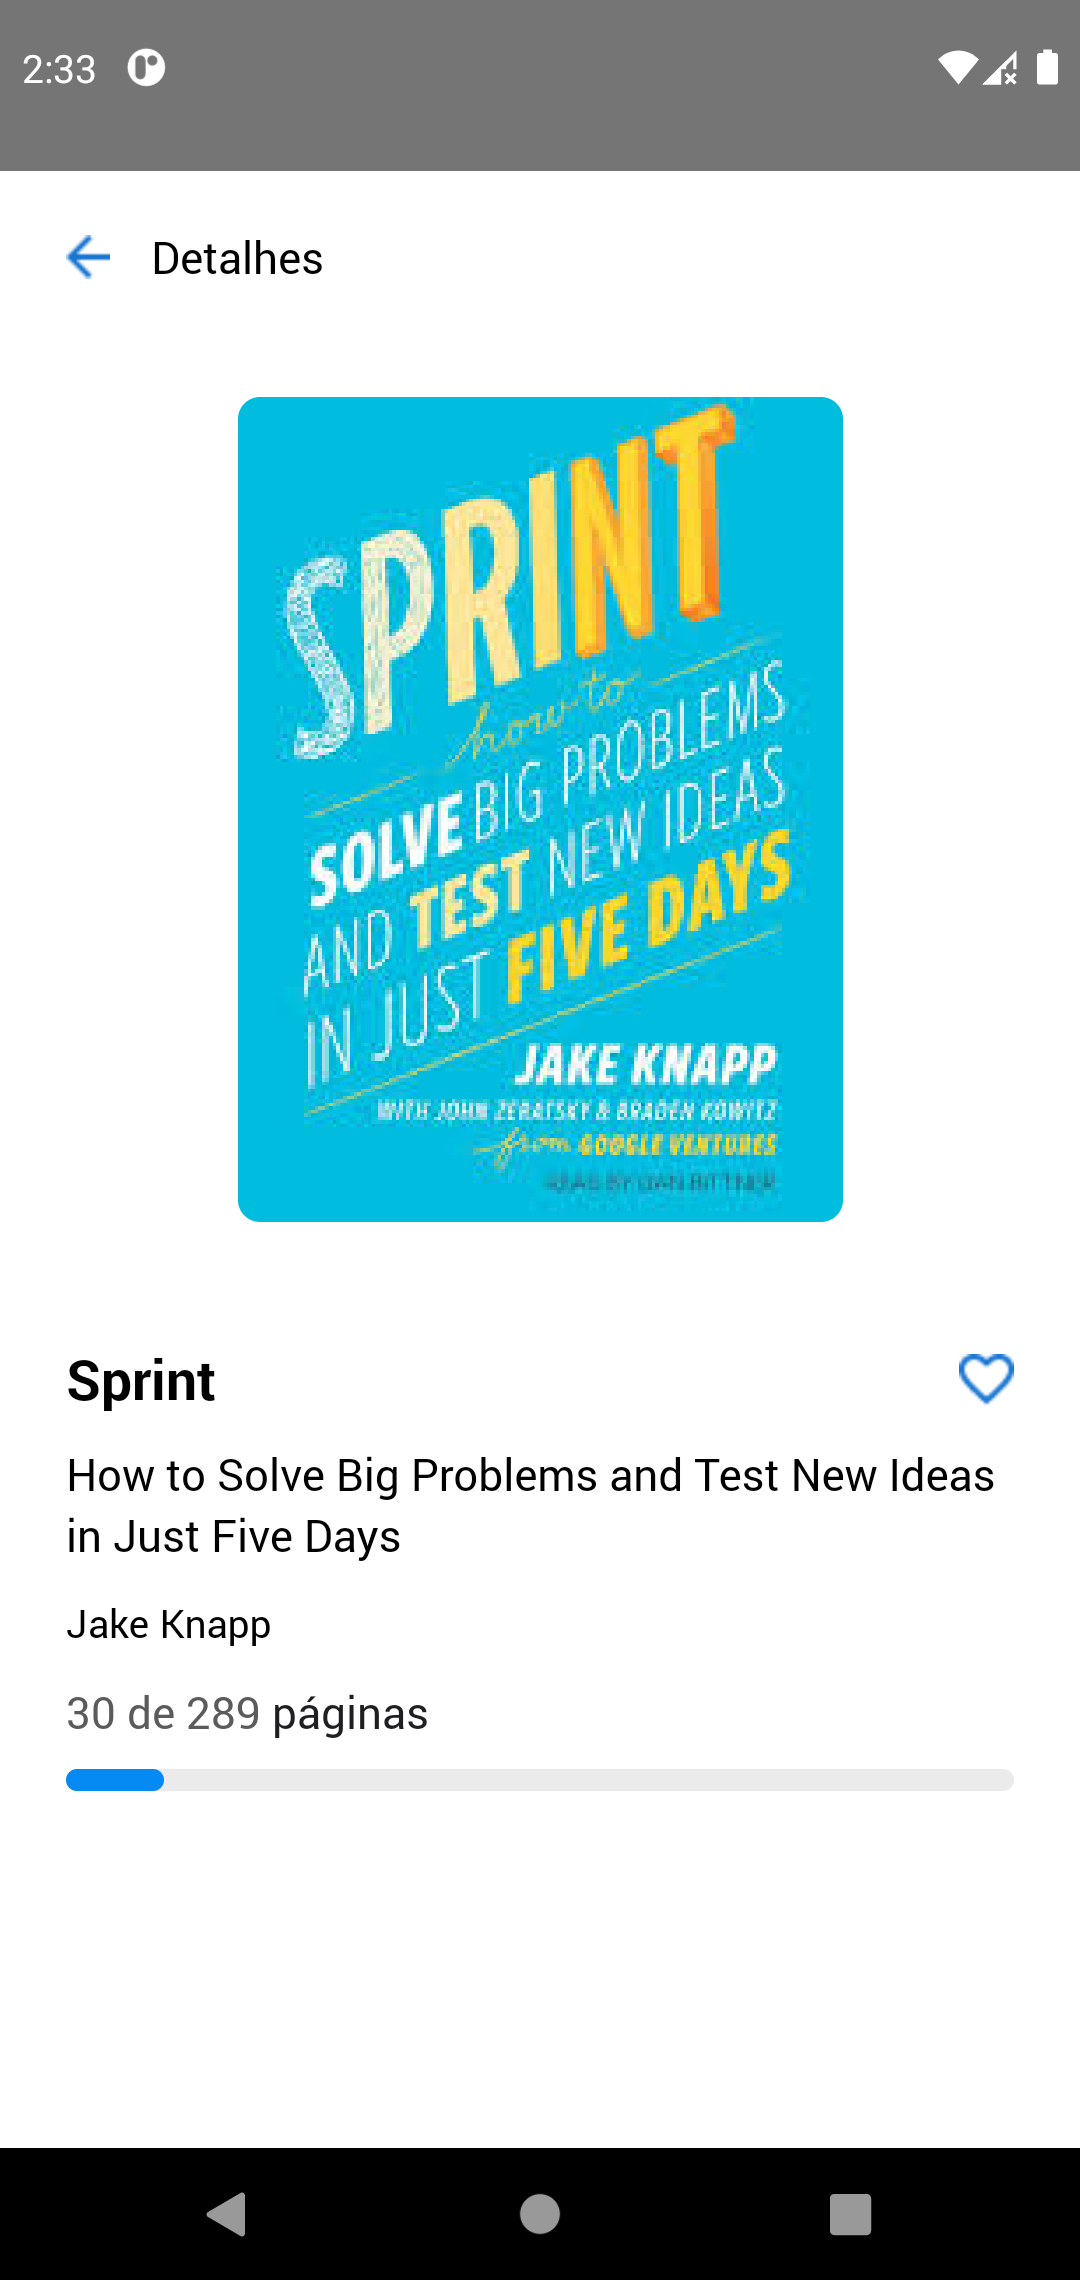 2:33
Detalhes
SPRINT
how to
SOLVE BIG PROBLEMS
AND TEST NEW IDEAS
IN JUST FIVE DAYS
JAKE KNAPP
WITH JOHN ZERATSKY & BRADEN KOWITZ
from GOOGLE VENTURES
READ BY DAN BITTNER
Sprint
How to Solve Big Problems and Test New Ideas
in Just Five Days
Jake Knapp
30 de 289 páginas